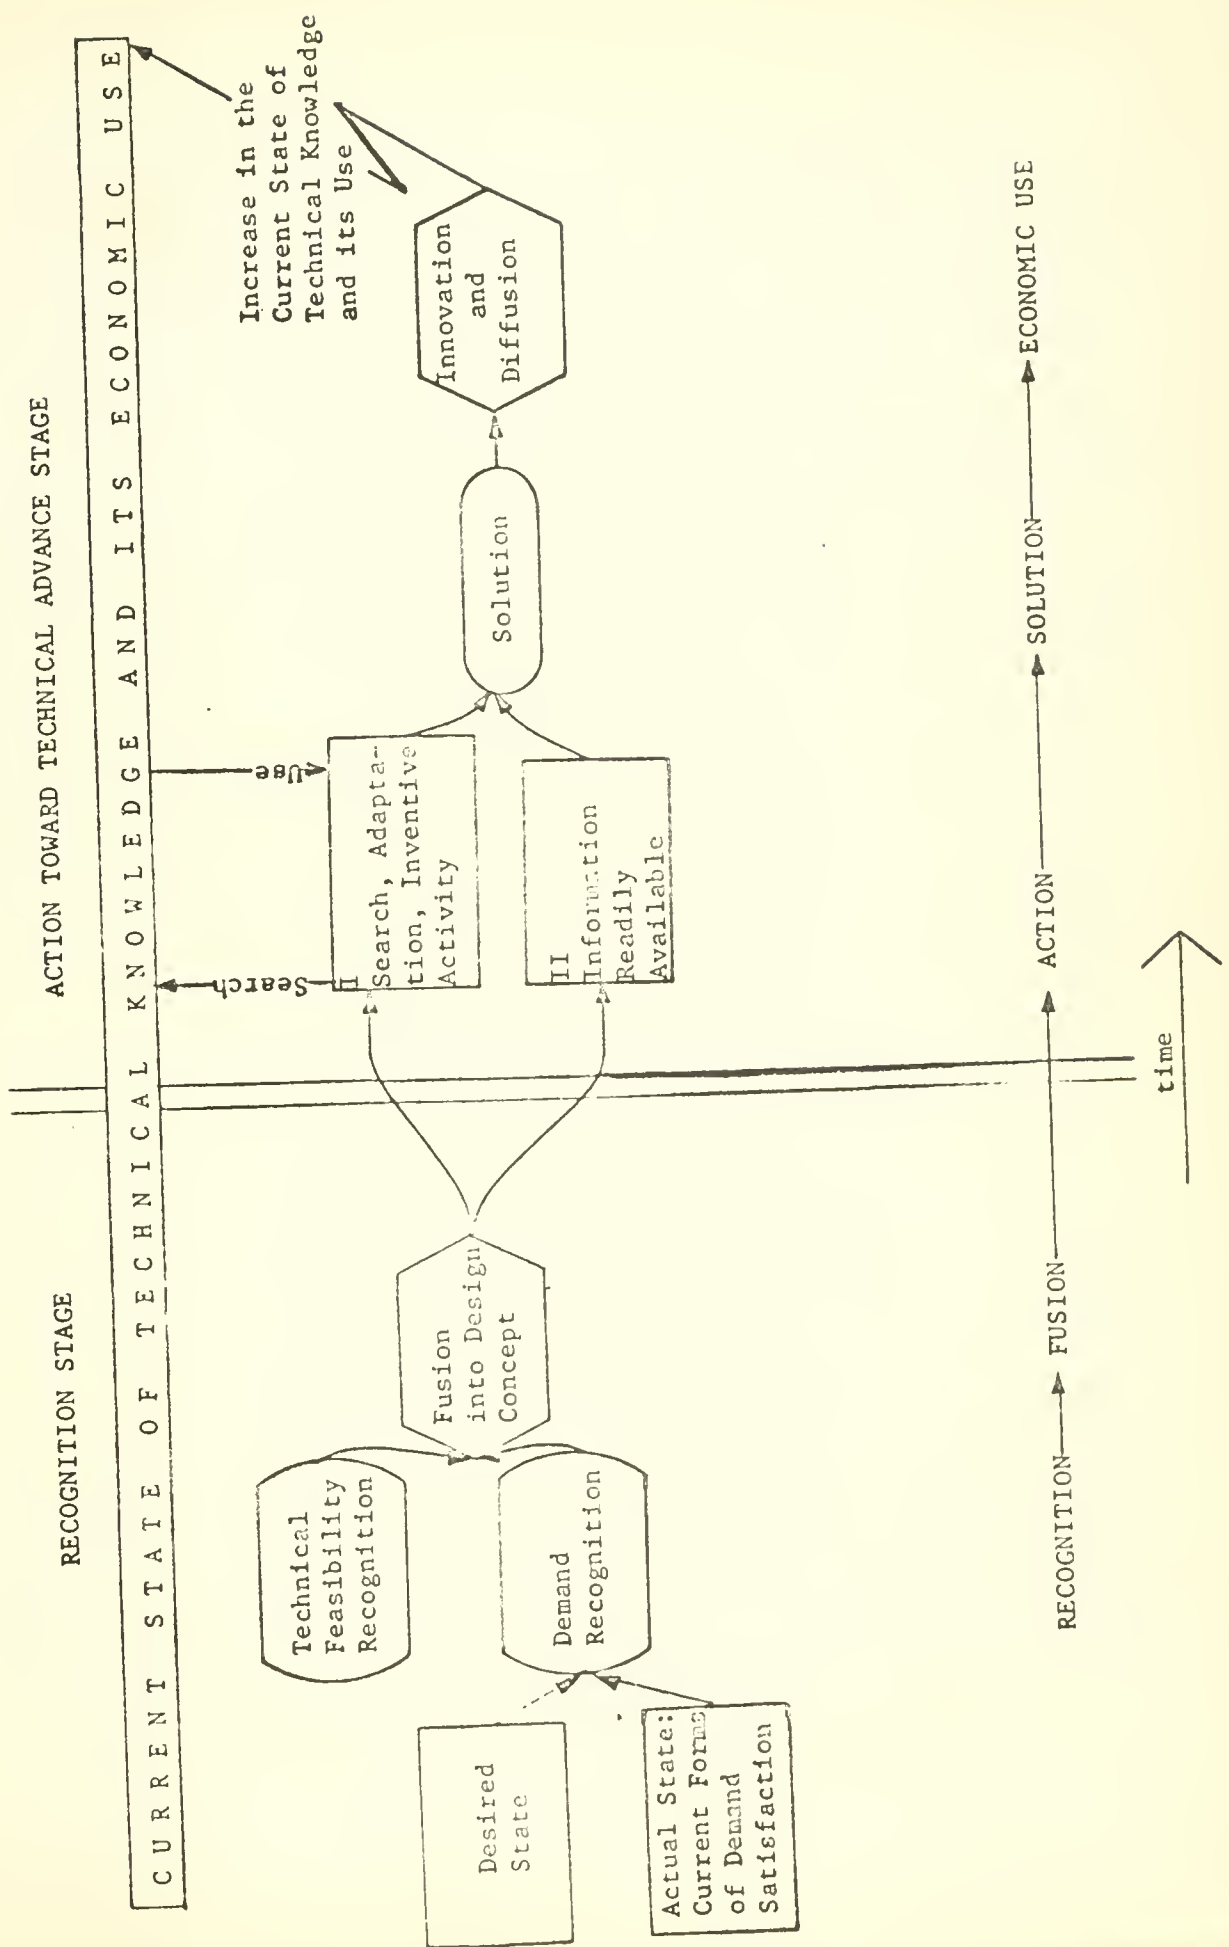 RECOGNITION STAGE
ACTION TOWARD TECHNICAL ADVANCE STAGE
CURRENT STATE OF TECHNICAL KNOWLEDGE AND ITS ECONOMIC USE
Desired
State
Actual State:
Current Forms
of Demand
Satisfaction
Technical
Feasibility
Recognition
Demand
Recognition
Fusion
into Design
Concept
Search
Use
I
Search, Adapta-
tion, Inventive
Activity
II
Information
Readily
Available
Solution
Innovation
and
Diffusion
Increase in the
Current State of
Technical Knowledge
and its Use
RECOGNITION FUSION ACTION SOLUTION ECONOMIC USE
time